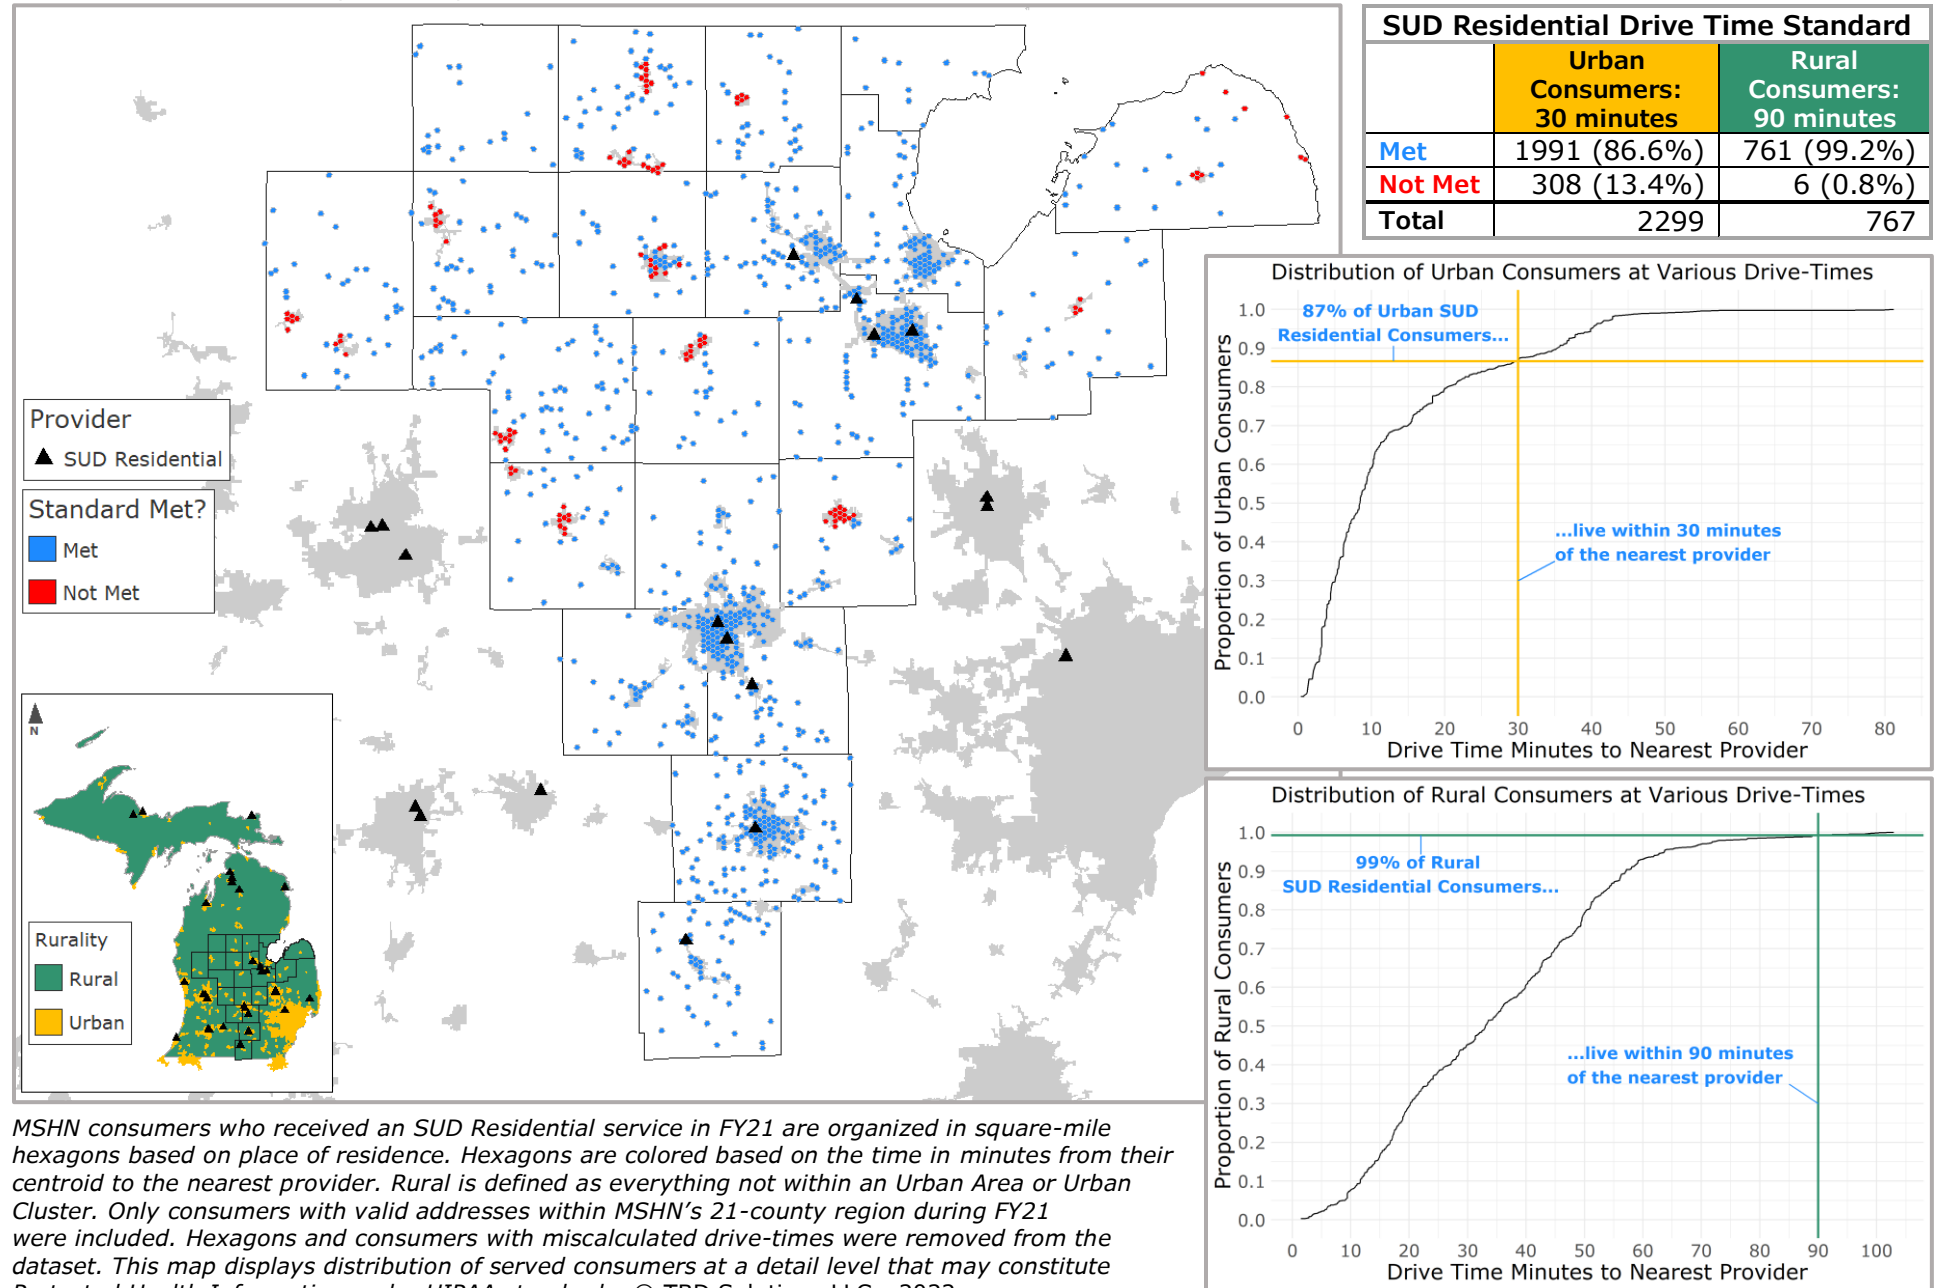 SUD Residential Drive Time Standard
Urban Consumers: 30 minutes
Rural Consumers: 90 minutes
Met 1991 (86.6%) 761 (99.2%)
Not Met 308 (13.4%) 6 (0.8%)
Total 2299 767
Provider
SUD Residential
Standard Met?
Met
Not Met
N
Rurality
Rural
Urban
Distribution of Urban Consumers at Various Drive-Times
87% of Urban SUD
Residential Consumers...
...live within 30 minutes
of the nearest provider
Proportion of Urban Consumers
1.0
0.9
0.8
0.7
0.6
0.5
0.4
0.3
0.2
0.1
0.0
0 10 20 30 40 50 60 70 80
Drive Time Minutes to Nearest Provider
Distribution of Rural Consumers at Various Drive-Times
99% of Rural
SUD Residential Consumers...
...live within 90 minutes
of the nearest provider
Proportion of Rural Consumers
1.0
0.9
0.8
0.7
0.6
0.5
0.4
0.3
0.2
0.1
0.0
0 10 20 30 40 50 60 70 80 90 100
Drive Time Minutes to Nearest Provider
MSHN consumers who received an SUD Residential service in FY21 are organized in square-mile
hexagons based on place of residence. Hexagons are colored based on the time in minutes from their
centroid to the nearest provider. Rural is defined as everything not within an Urban Area or Urban
Cluster. Only consumers with valid addresses within MSHN's 21-county region during FY21
were included. Hexagons and consumers with miscalculated drive-times were removed from the
dataset. This map displays distribution of served consumers at a detail level that may constitute